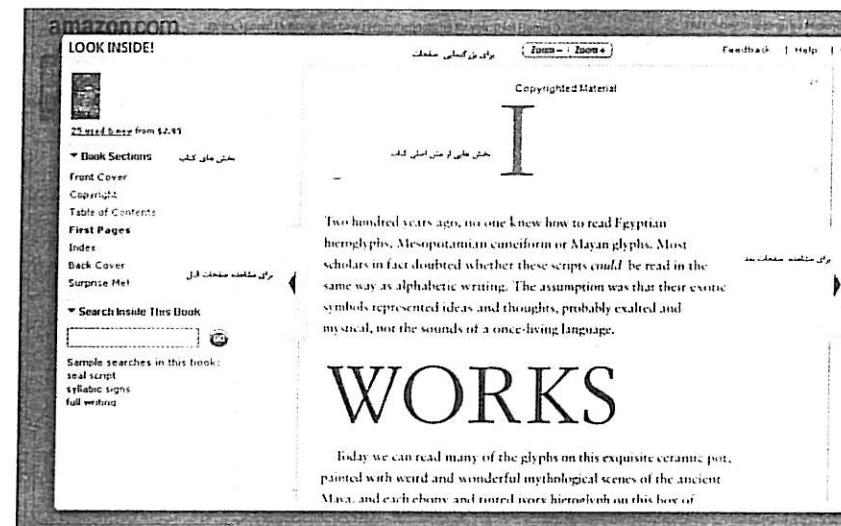 amazon.com
LOOK INSIDE!
برای بزرگنمایی صفحات
Zoom - Zoom +
Feedback | Help |
25 used & new from $2.45
Book Sections
بخش های کتاب
Front Cover
Copyright
Table of Contents
First Pages
Index
Back Cover
Surprise Me!
برای مشاهده صفحات قبل
Search Inside This Book
GO
Sample searches in this book:
seal script
syllabic signs
full writing
Copyrighted Material
I
بخش هایی از متن اصلی کتاب
Two hundred years ago, no one knew how to read Egyptian
hieroglyphs, Mesopotamian cuneiform or Mayan glyphs. Most
scholars in fact doubted whether these scripts could be read in the
same way as alphabetic writing. The assumption was that their exotic
symbols represented ideas and thoughts, probably exalted and
mystical, not the sounds of a once-living language.
برای مشاهده صفحات بعد
WORKS
Today we can read many of the glyphs on this exquisite ceramic pot,
painted with weird and wonderful mythological scenes of the ancient
Maya, and each ebony and tinted ivory hieroglyph on this box of